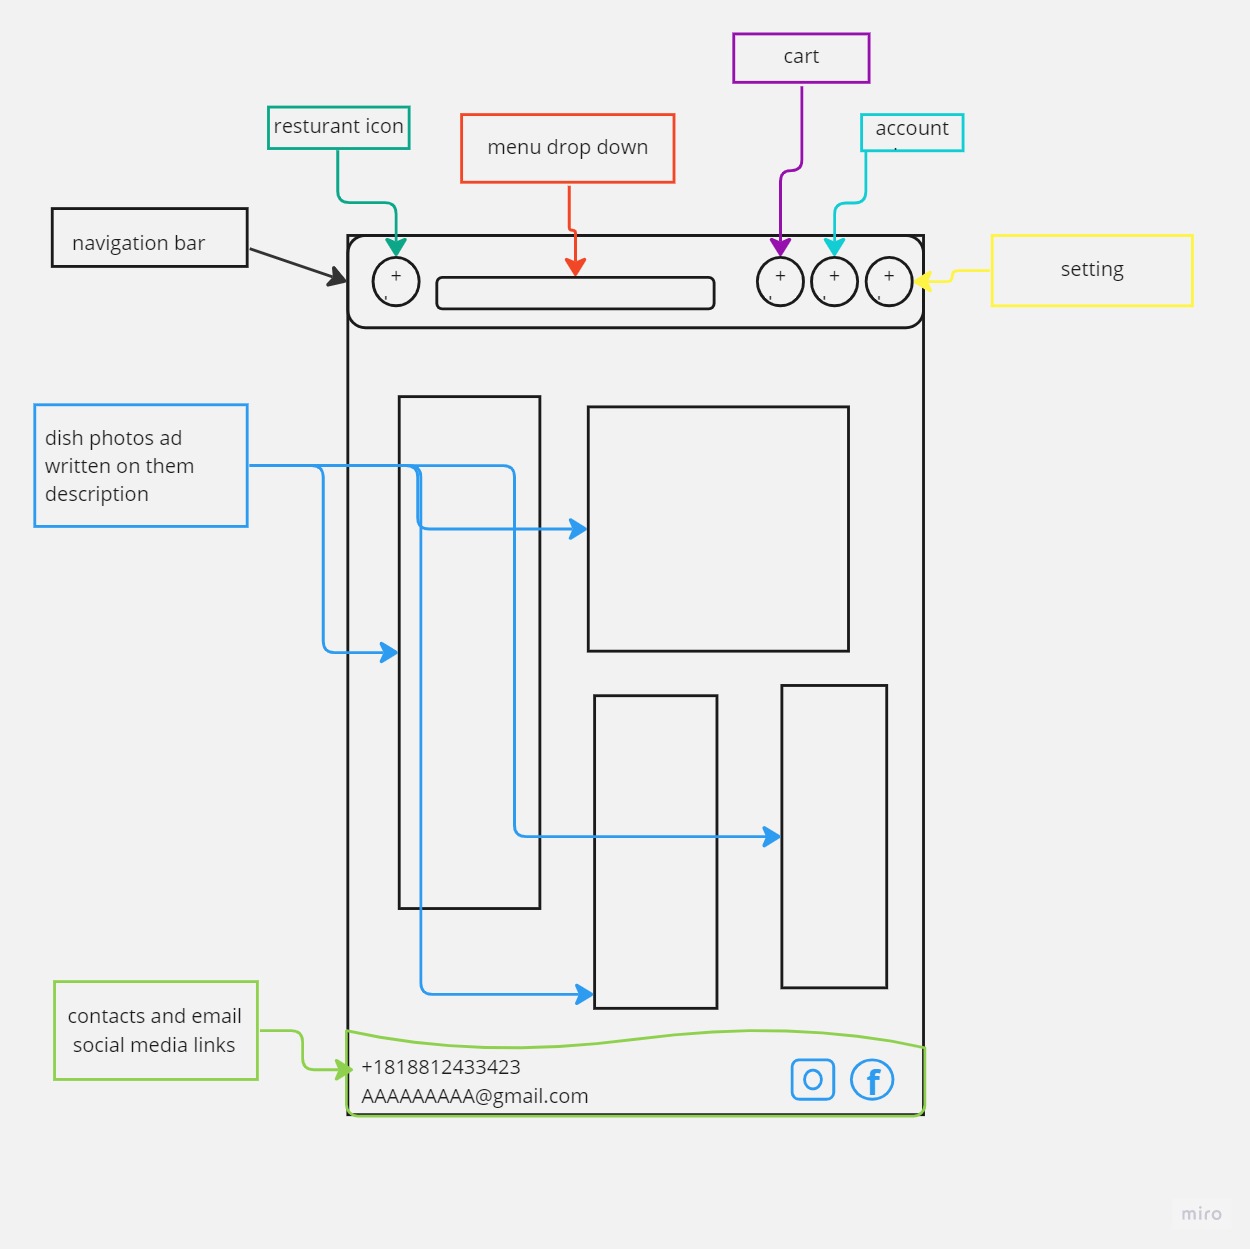 cart
resturant icon
menu drop down
account
navigation bar
setting
+
+
+
+
dish photos ad
written on them
description
contacts and email
social media links
+1818812433423
AAAAAAAAA@gmail.com
f
miro